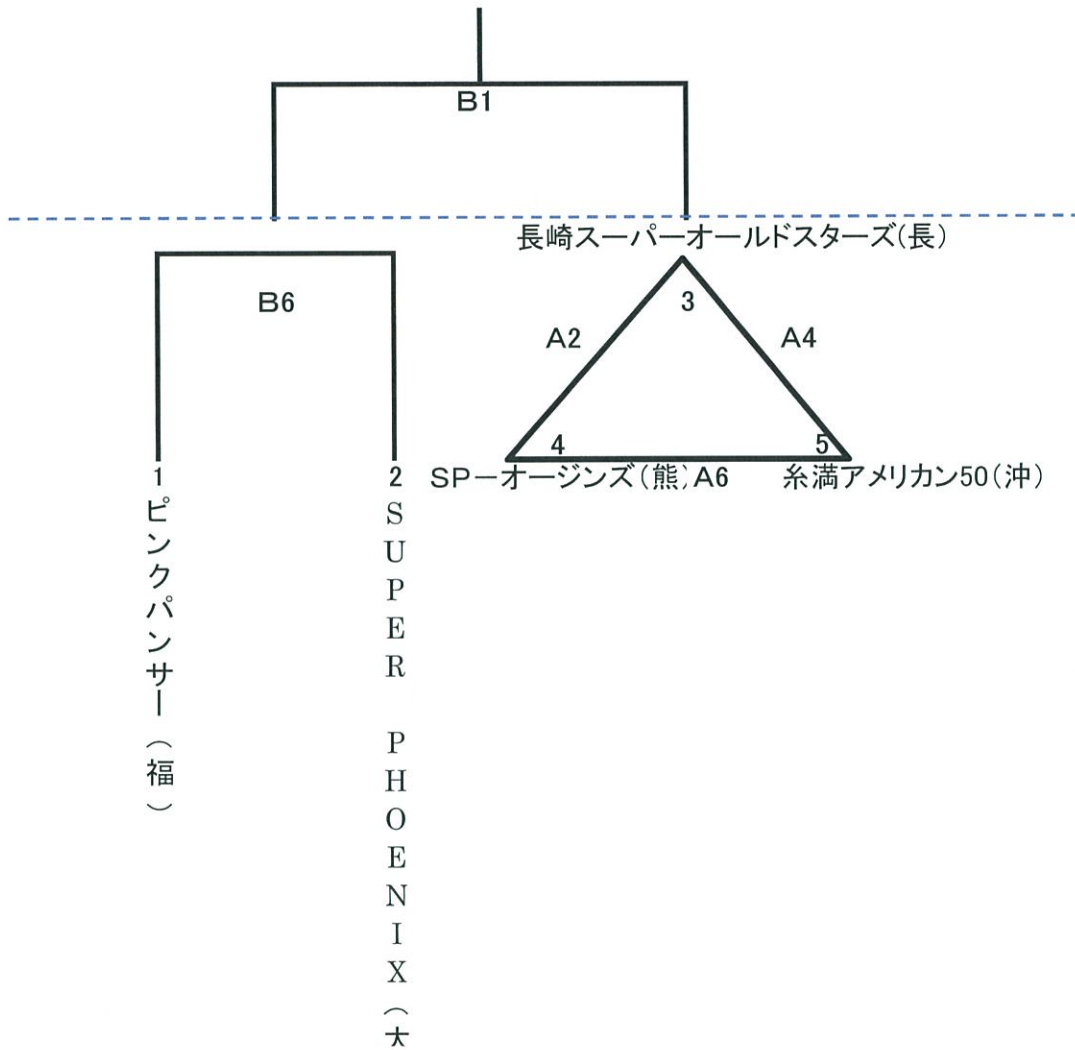 B1
長崎スーパーオールドスターズ(長)
B6
3
A2
A4
4
5
1
2
SPーオージンズ(熊)A6
糸満アメリカン50(沖)
ピンクパンサー(福)
SUPER PHOENIX(大